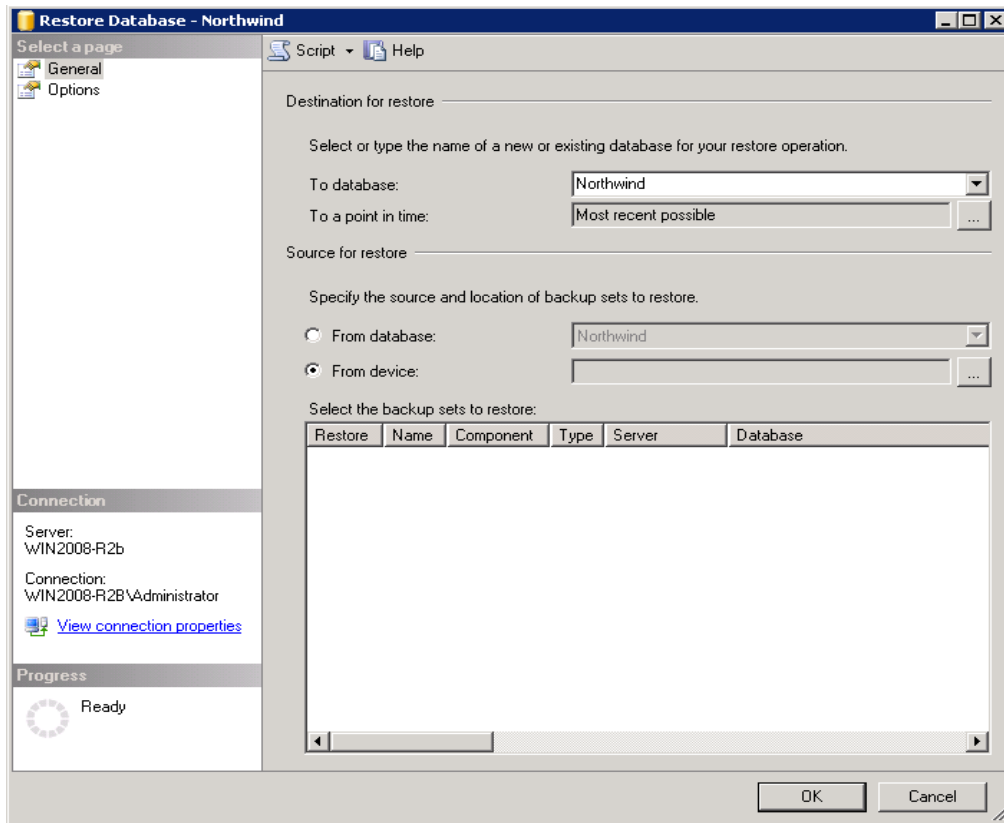 Restore Database - Northwind
Select a page
General
Options
Script Help
Destination for restore
Select or type the name of a new or existing database for your restore operation.
To database: Northwind
To a point in time: Most recent possible ...
Source for restore
Specify the source and location of backup sets to restore.
From database: Northwind
From device: ...
Select the backup sets to restore:
Restore Name Component Type Server Database
Connection
Server:
WIN2008-R2b
Connection:
WIN2008-R2B\Administrator
View connection properties
Progress
Ready
OK Cancel